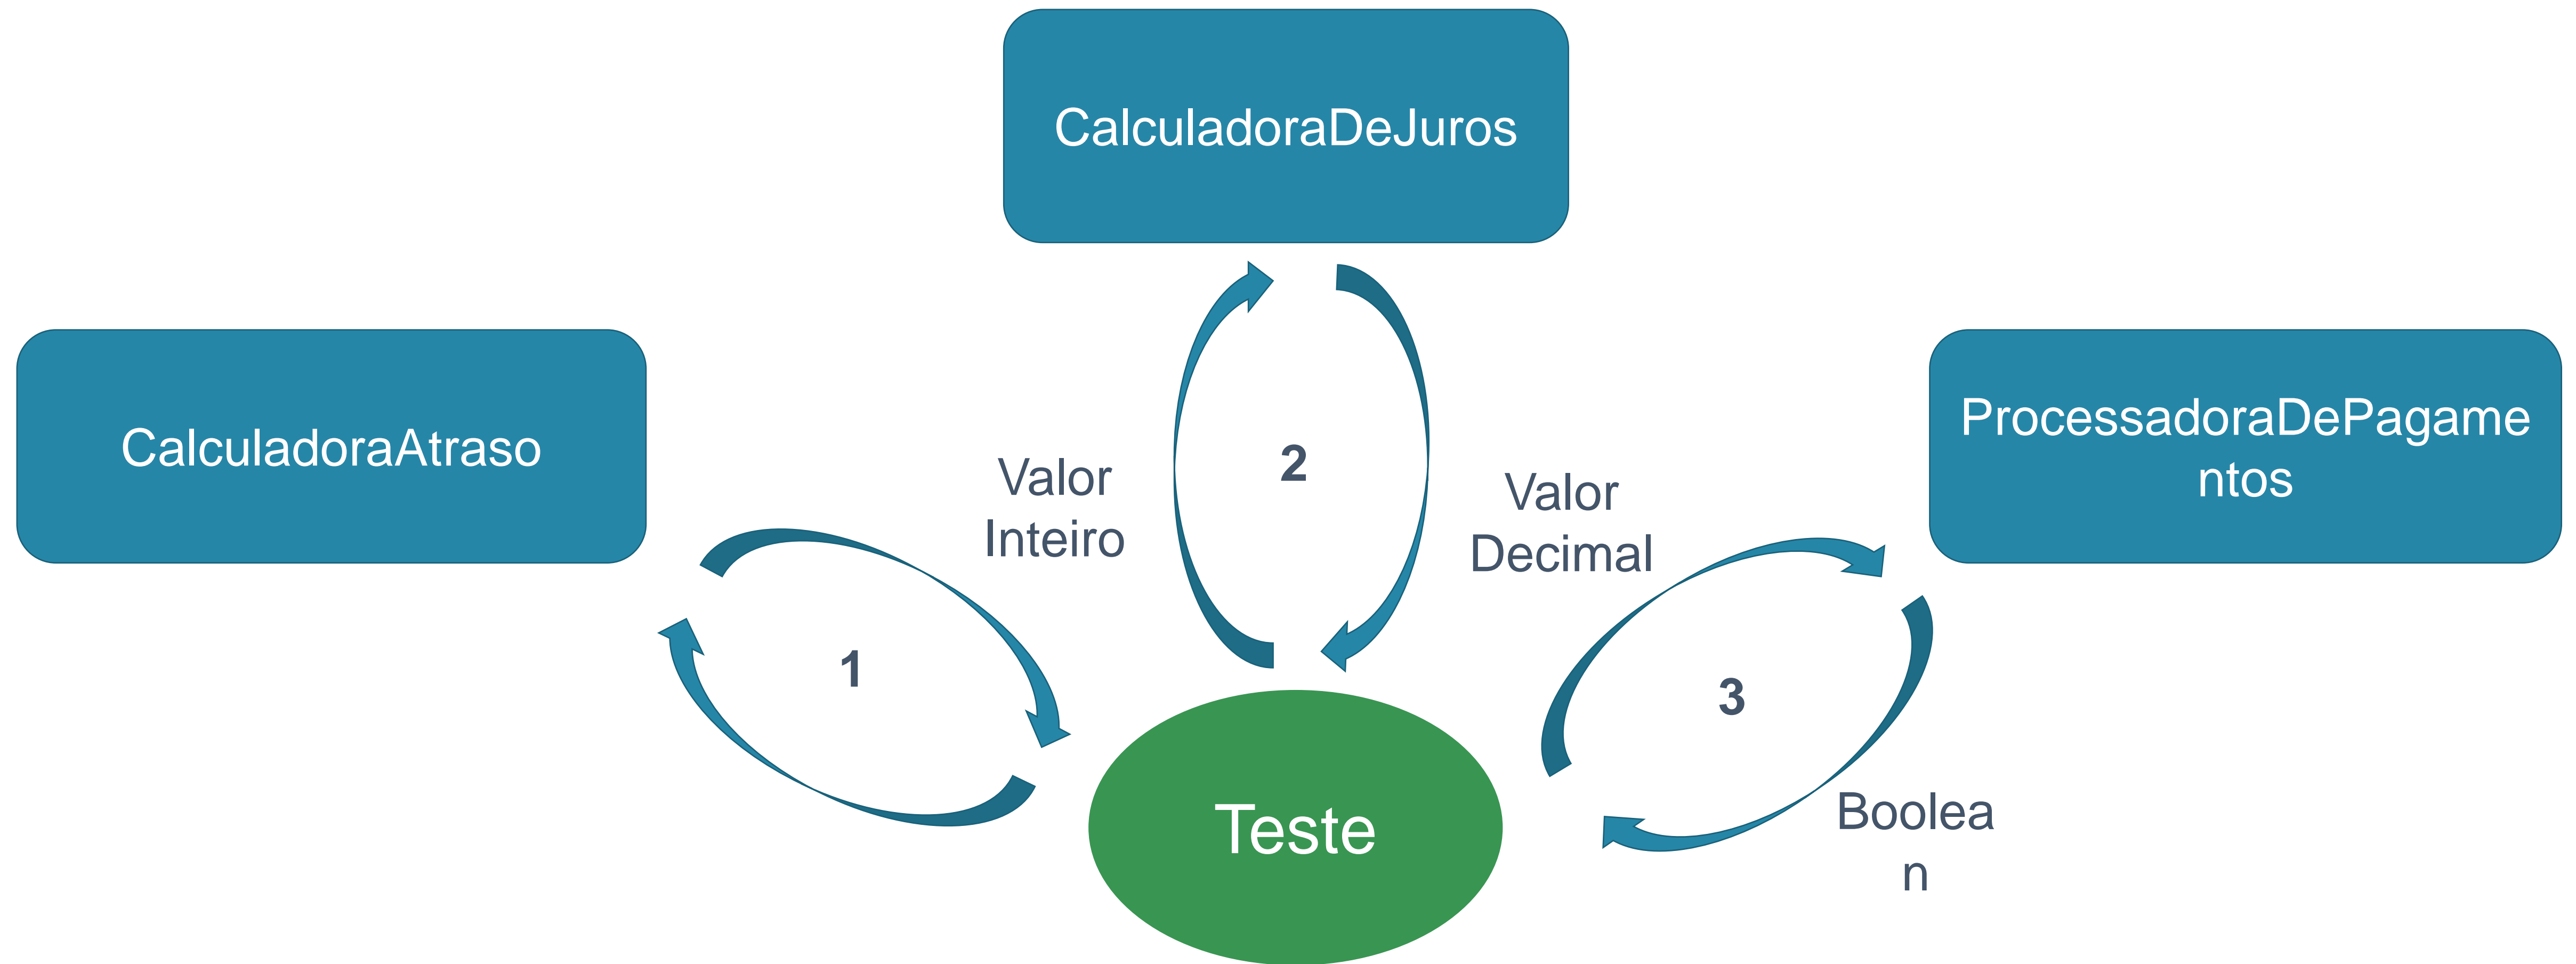 CalculadoraDeJuros
CalculadoraAtraso
ProcessadoraDePagame
ntos
Valor
Inteiro
2
Valor
Decimal
1
3
Boolea
n
Teste